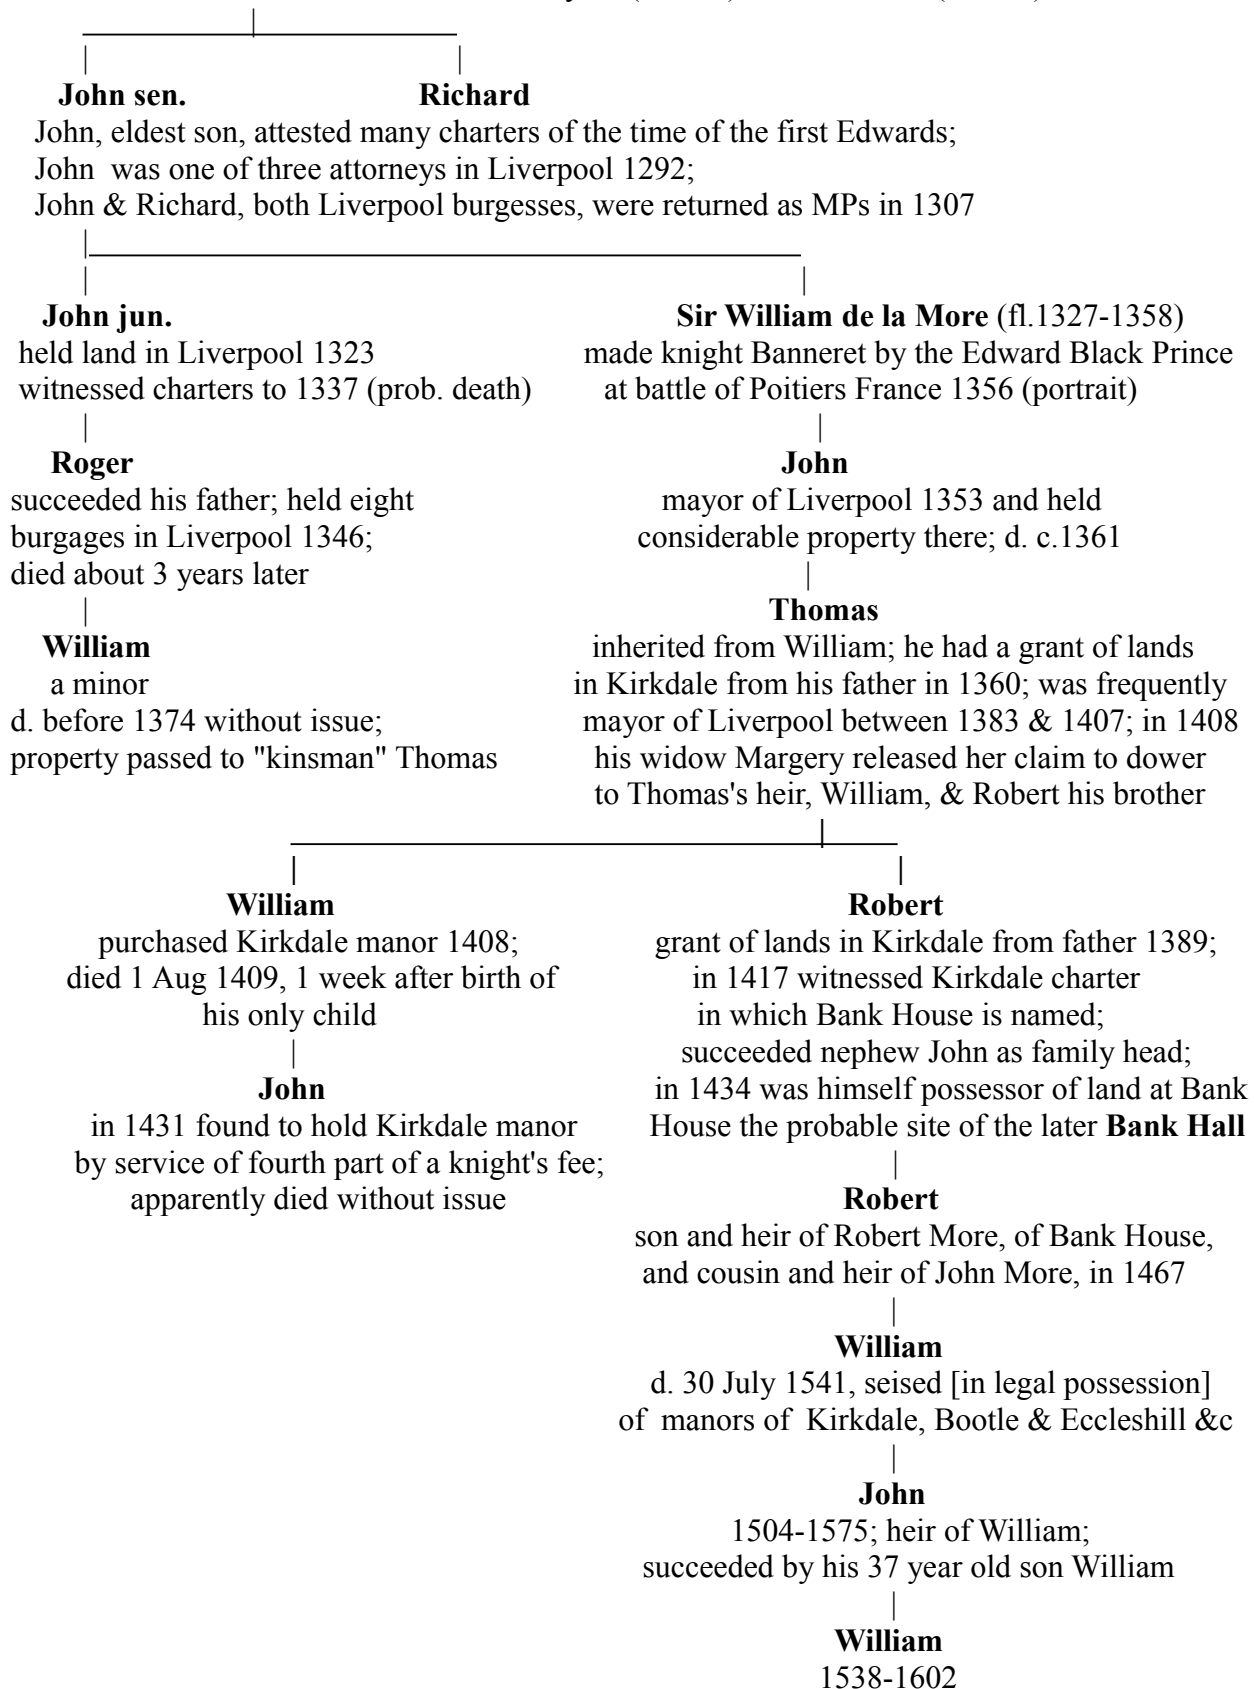 John sen. Richard
John, eldest son, attested many charters of the time of the first Edwards;
John was one of three attorneys in Liverpool 1292;
John & Richard, both Liverpool burgesses, were returned as MPs in 1307
John jun.
held land in Liverpool 1323
witnessed charters to 1337 (prob. death)
Roger
succeeded his father; held eight
burgages in Liverpool 1346;
died about 3 years later
William
a minor
d. before 1374 without issue;
property passed to "kinsman" Thomas
Sir William de la More (fl.1327-1358)
made knight Banneret by the Edward Black Prince
at battle of Poitiers France 1356 (portrait)
John
mayor of Liverpool 1353 and held
considerable property there; d. c.1361
Thomas
inherited from William; he had a grant of lands
in Kirkdale from his father in 1360; was frequently
mayor of Liverpool between 1383 & 1407; in 1408
his widow Margery released her claim to dower
to Thomas's heir, William, & Robert his brother
William
purchased Kirkdale manor 1408;
died 1 Aug 1409, 1 week after birth of
his only child
John
in 1431 found to hold Kirkdale manor
by service of fourth part of a knight's fee;
apparently died without issue
Robert
grant of lands in Kirkdale from father 1389;
in 1417 witnessed Kirkdale charter
in which Bank House is named;
succeeded nephew John as family head;
in 1434 was himself possessor of land at Bank
House the probable site of the later Bank Hall
Robert
son and heir of Robert More, of Bank House,
and cousin and heir of John More, in 1467
William
d. 30 July 1541, seised [in legal possession]
of manors of Kirkdale, Bootle & Eccleshill &c
John
1504-1575; heir of William;
succeeded by his 37 year old son William
William
1538-1602